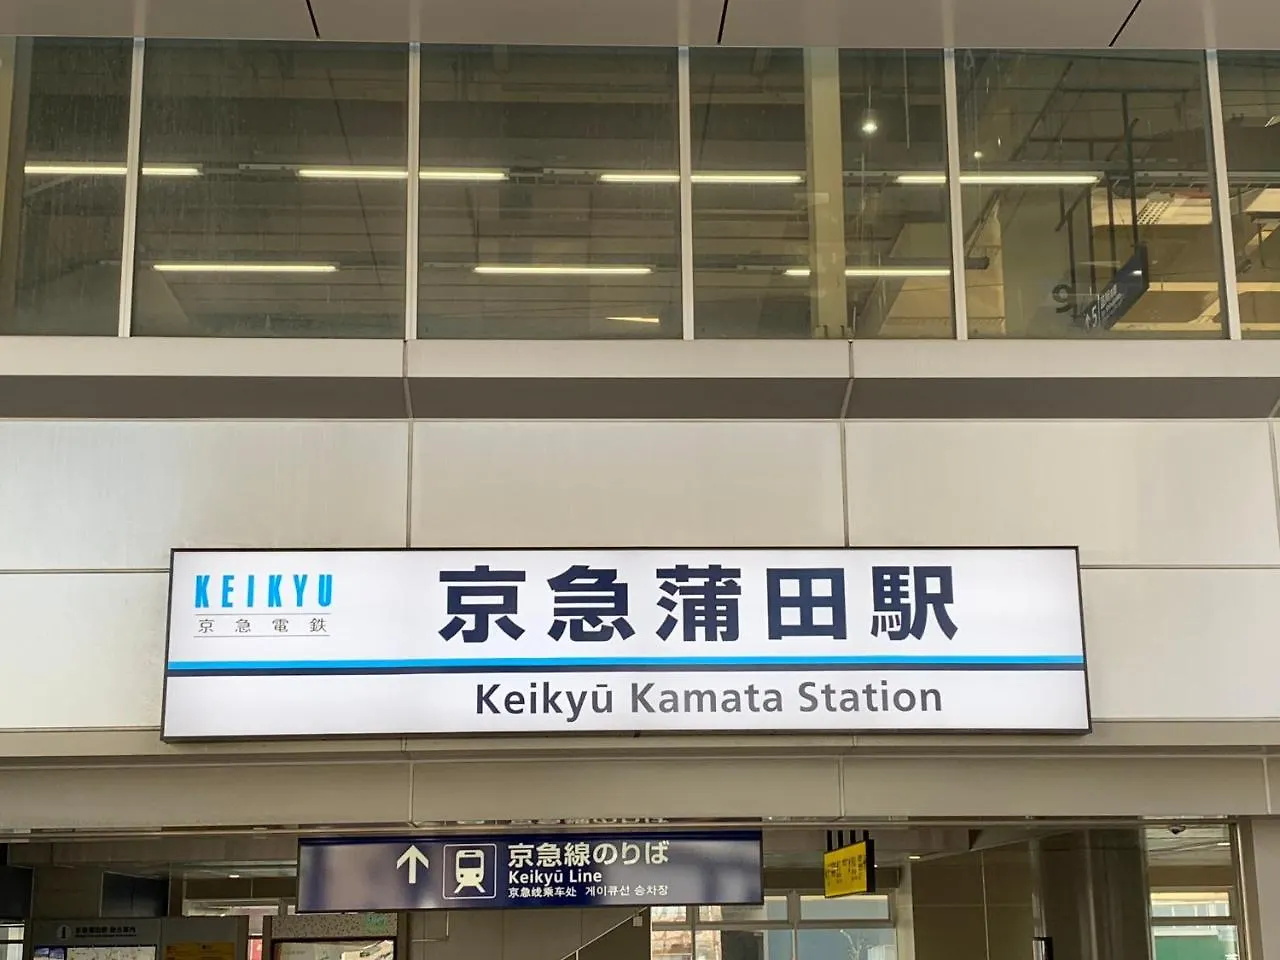 KEIKYU
京急電鉄
京急蒲田駅
Keikyū Kamata Station
京急線のりば
Keikyū Line
京急线乘车处 게이큐선 승차장